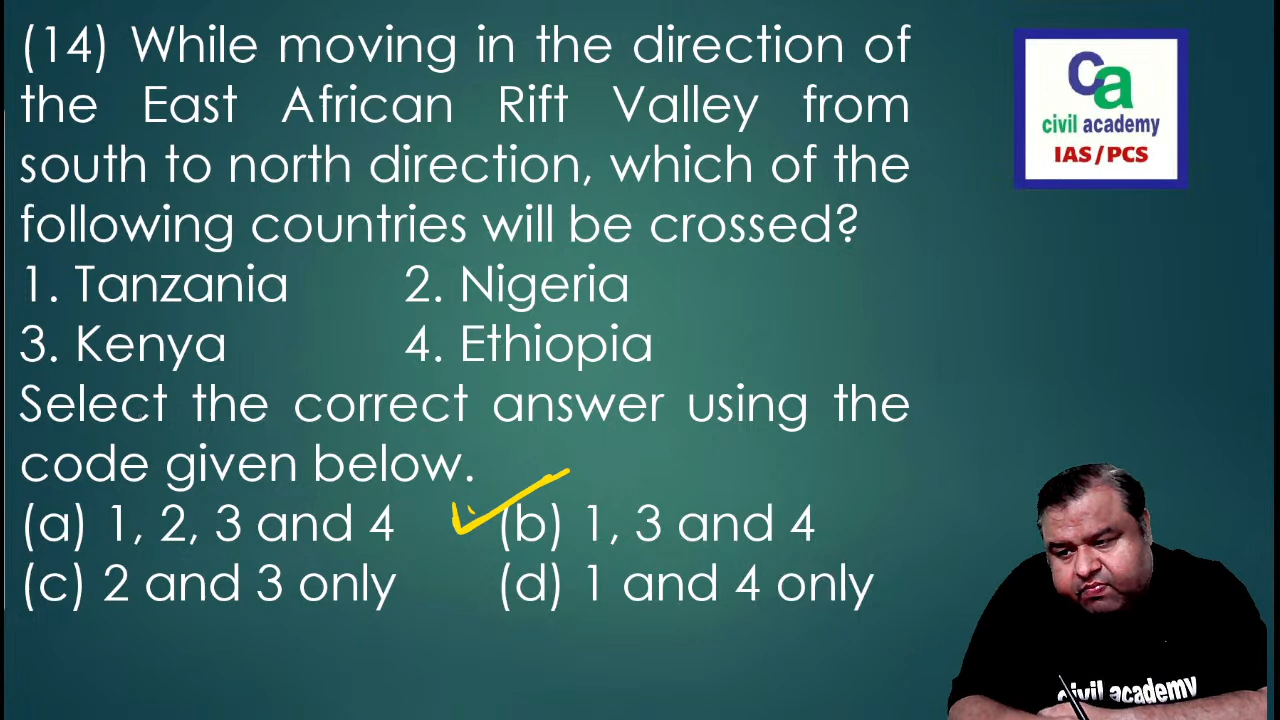 (14) While moving in the direction of
the East African Rift Valley from
south to north direction, which of the
following countries will be crossed?
1. Tanzania 2. Nigeria
3. Kenya 4. Ethiopia
Select the correct answer using the
code given below.
(a) 1, 2, 3 and 4 (b) 1, 3 and 4
(c) 2 and 3 only (d) 1 and 4 only
ca
civil academy
IAS/PCS
civil academy